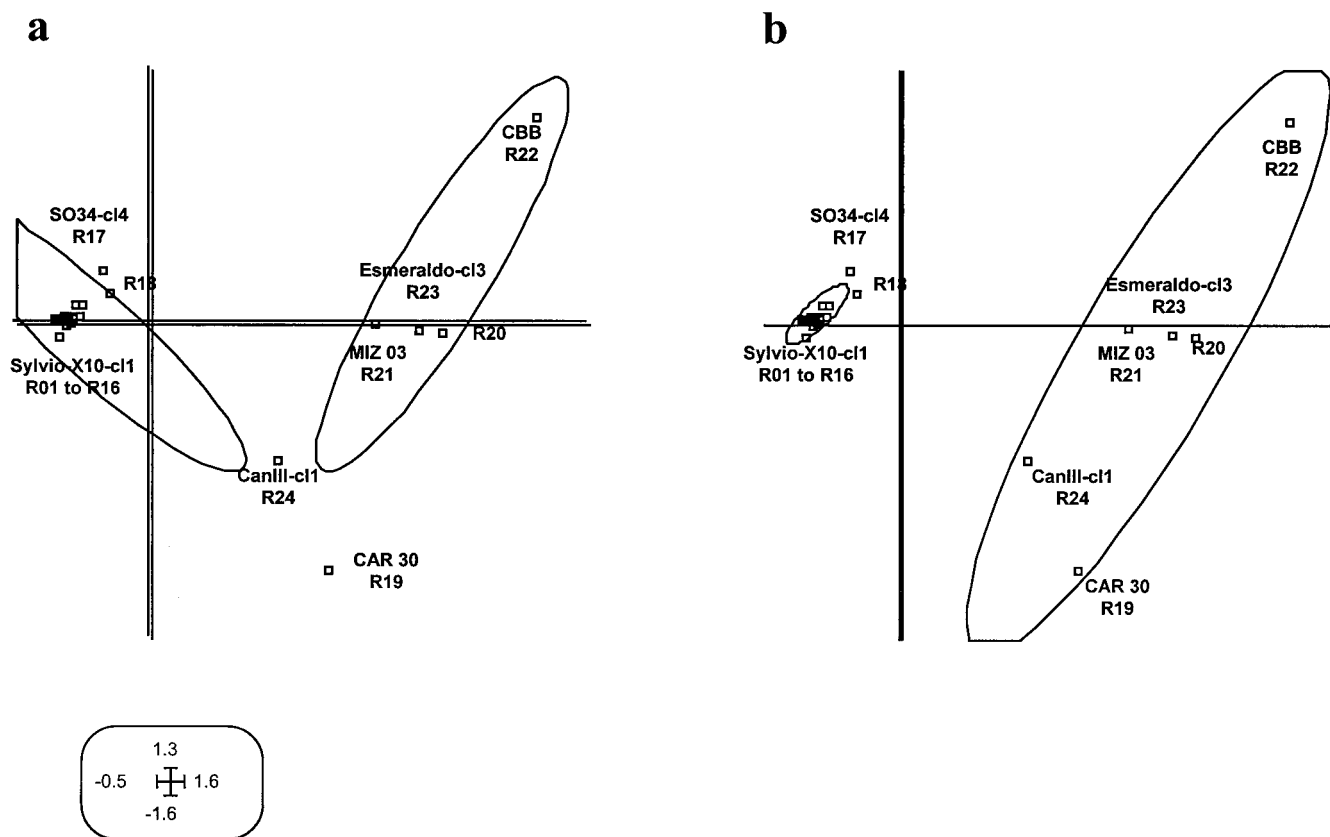 a
CBB
R22
SO34-cl4
R17
R18
Esmeraldo-cl3
R23
R20
MIZ 03
R21
Sylvio-X10-cl1
R01 to R16
CanIII-cl1
R24
CAR 30
R19
1.3
-0.5
1.6
-1.6
b
CBB
R22
SO34-cl4
R17
R18
Esmeraldo-cl3
R23
R20
MIZ 03
R21
Sylvio-X10-cl1
R01 to R16
CanIII-cl1
R24
CAR 30
R19